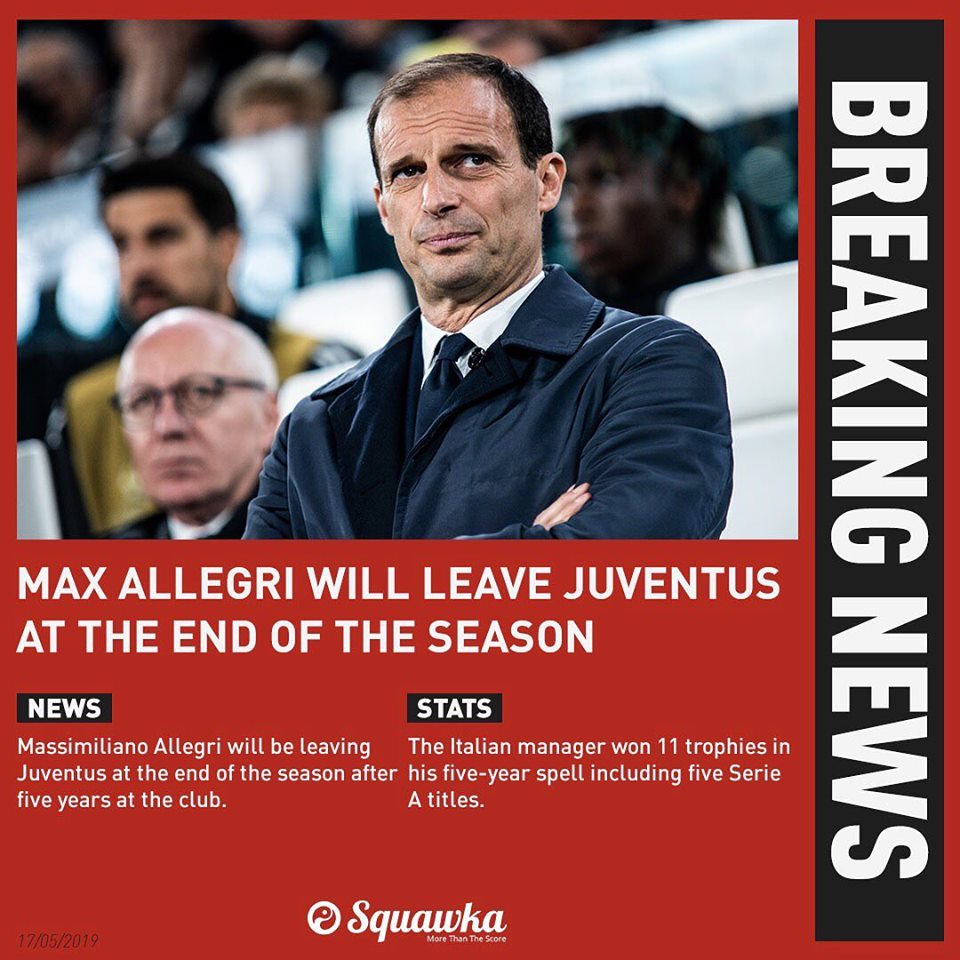 BREAKING NEWS
MAX ALLEGRI WILL LEAVE JUVENTUS
AT THE END OF THE SEASON
NEWS
Massimiliano Allegri will be leaving
Juventus at the end of the season after
five years at the club.
STATS
The Italian manager won 11 trophies in
his five-year spell including five Serie
A titles.
Squawka
More Than The Score
17/05/2019